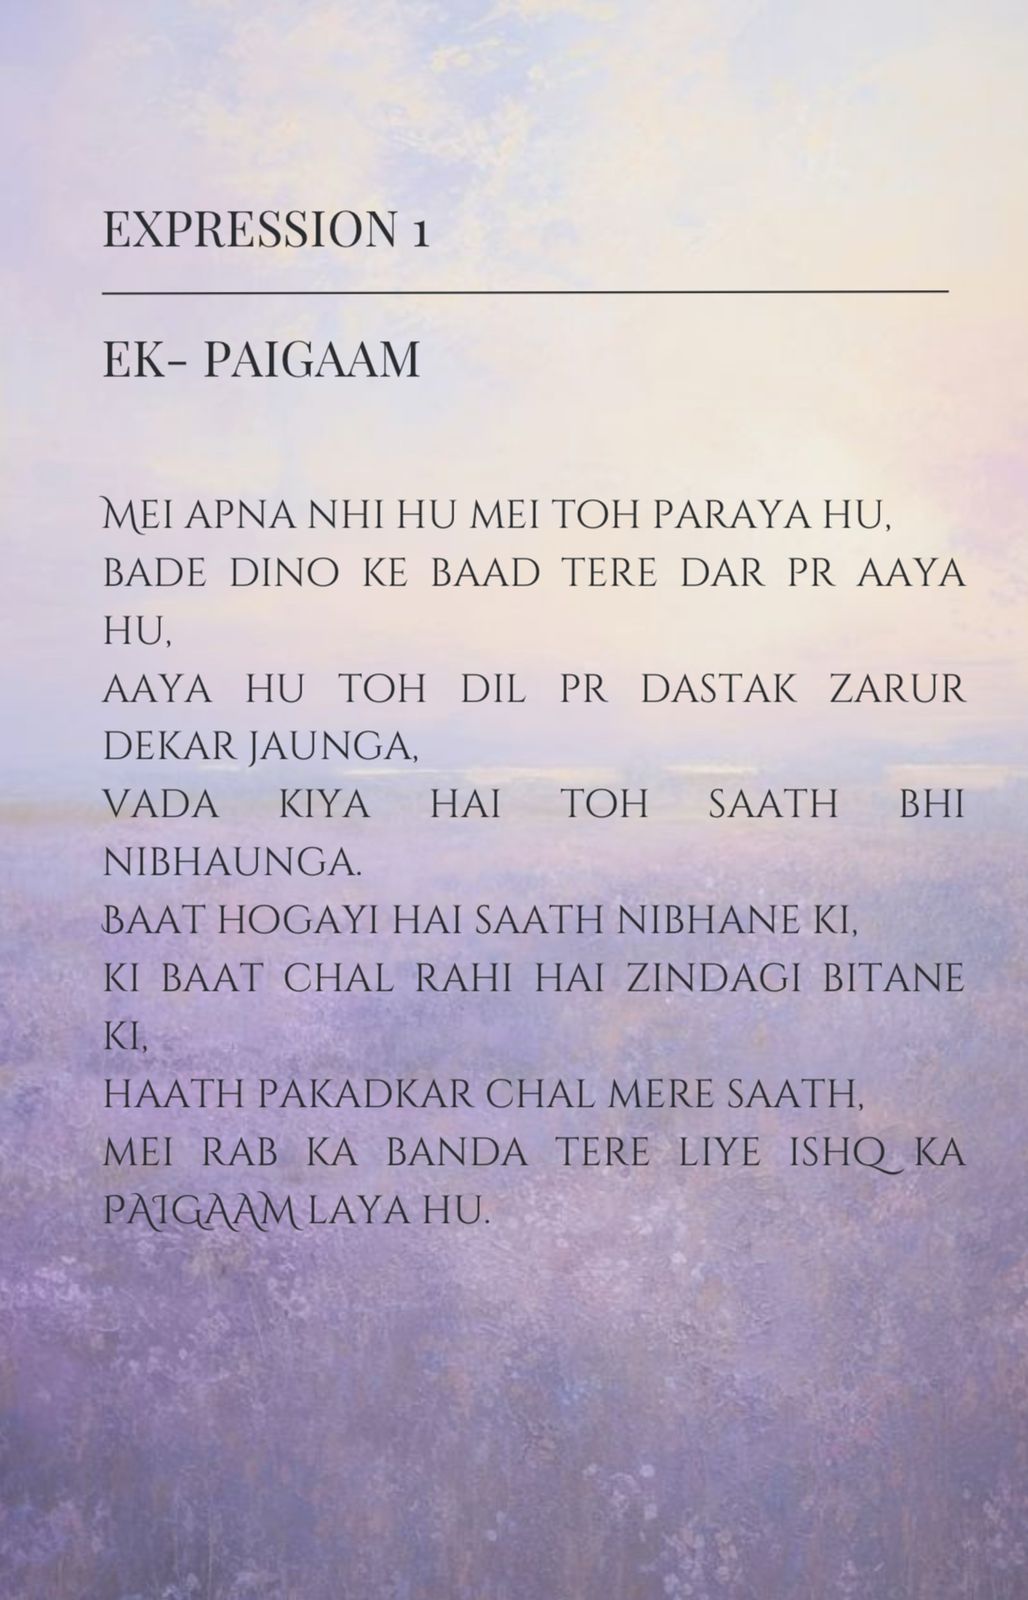 EXPRESSION 1
EK- PAIGAAM
MEI APNA NHI HU MEI TOH PARAYA HU,
BADE DINO KE BAAD TERE DAR PR AAYA
HU,
AAYA HU TOH DIL PR DASTAK ZARUR
DEKAR JAUNGA,
VADA KIYA HAI TOH SAATH BHI
NIBHAUNGA.
BAAT HOGAYI HAI SAATH NIBHANE KI,
KI BAAT CHAL RAHI HAI ZINDAGI BITANE
KI,
HAATH PAKADKAR CHAL MERE SAATH,
MEI RAB KA BANDA TERE LIYE ISHQ KA
PAIGAAM LAYA HU.